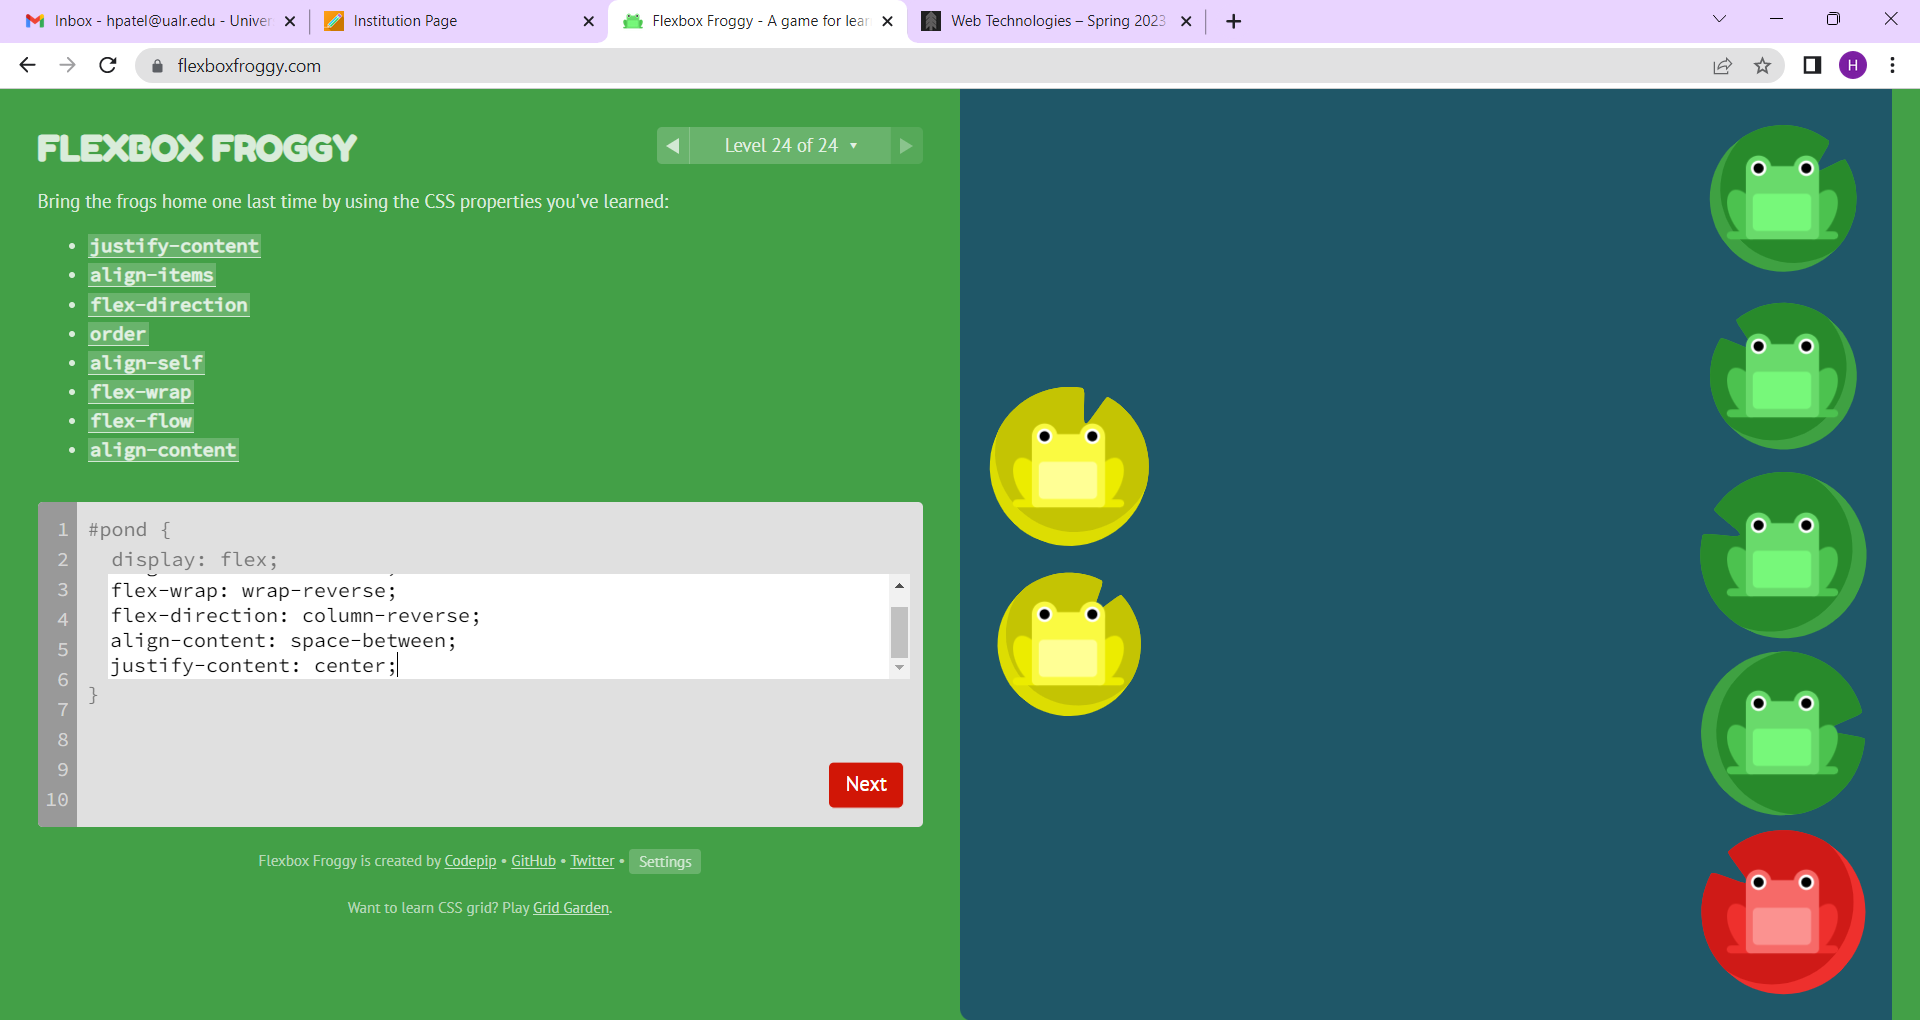 Inbox - hpatel@ualr.edu - Univer
Institution Page
Flexbox Froggy - A game for lear
Web Technologies – Spring 2023
flexboxfroggy.com
H
FLEXBOX FROGGY
Level 24 of 24
Bring the frogs home one last time by using the CSS properties you've learned:
• justify-content
• align-items
• flex-direction
• order
• align-self
• flex-wrap
• flex-flow
• align-content
1 #pond {
2 display: flex;
3 flex-wrap: wrap-reverse;
4 flex-direction: column-reverse;
5 align-content: space-between;
6 justify-content: center;
7 }
8
9
10
Next
Flexbox Froggy is created by Codepip • GitHub • Twitter • Settings
Want to learn CSS grid? Play Grid Garden.